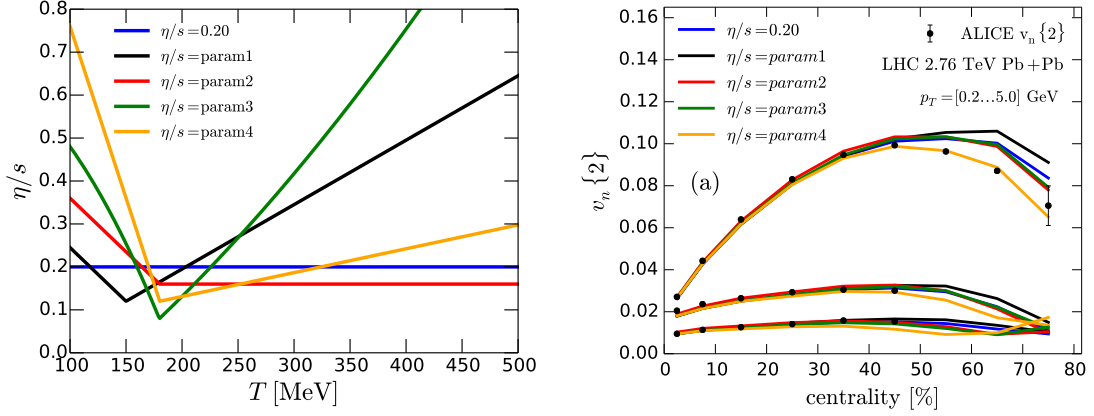 0.8
0.7
0.6
0.5
0.4
0.3
0.2
0.1
0.0
η/s
η/s=0.20
η/s=param1
η/s=param2
η/s=param3
η/s=param4
100 150 200 250 300 350 400 450 500
T [MeV]
0.16
0.14
0.12
0.10
0.08
0.06
0.04
0.02
0.00
v_n{2}
η/s=0.20
η/s=param1
η/s=param2
η/s=param3
η/s=param4
ALICE v_n{2}
LHC 2.76 TeV Pb+Pb
p_T=[0.2...5.0] GeV
(a)
0 10 20 30 40 50 60 70 80
centrality [%]